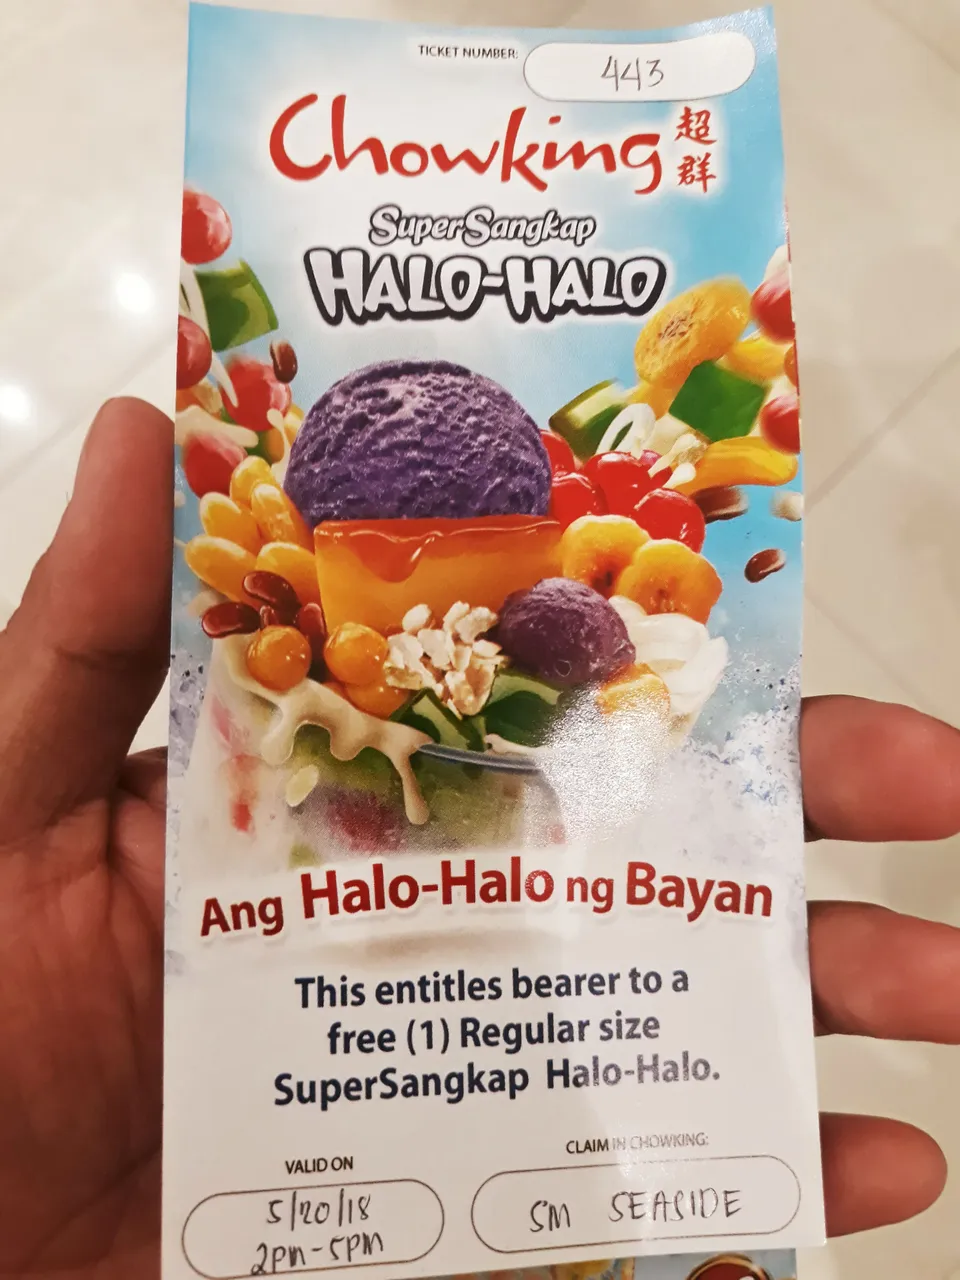 TICKET NUMBER: 443
Chowking 超群
SuperSangkap
HALO-HALO
Ang Halo-Halo ng Bayan
This entitles bearer to a
free (1) Regular size
SuperSangkap Halo-Halo.
VALID ON
5/20/18
2PM-5PM
CLAIM IN CHOWKING:
SM SEASIDE